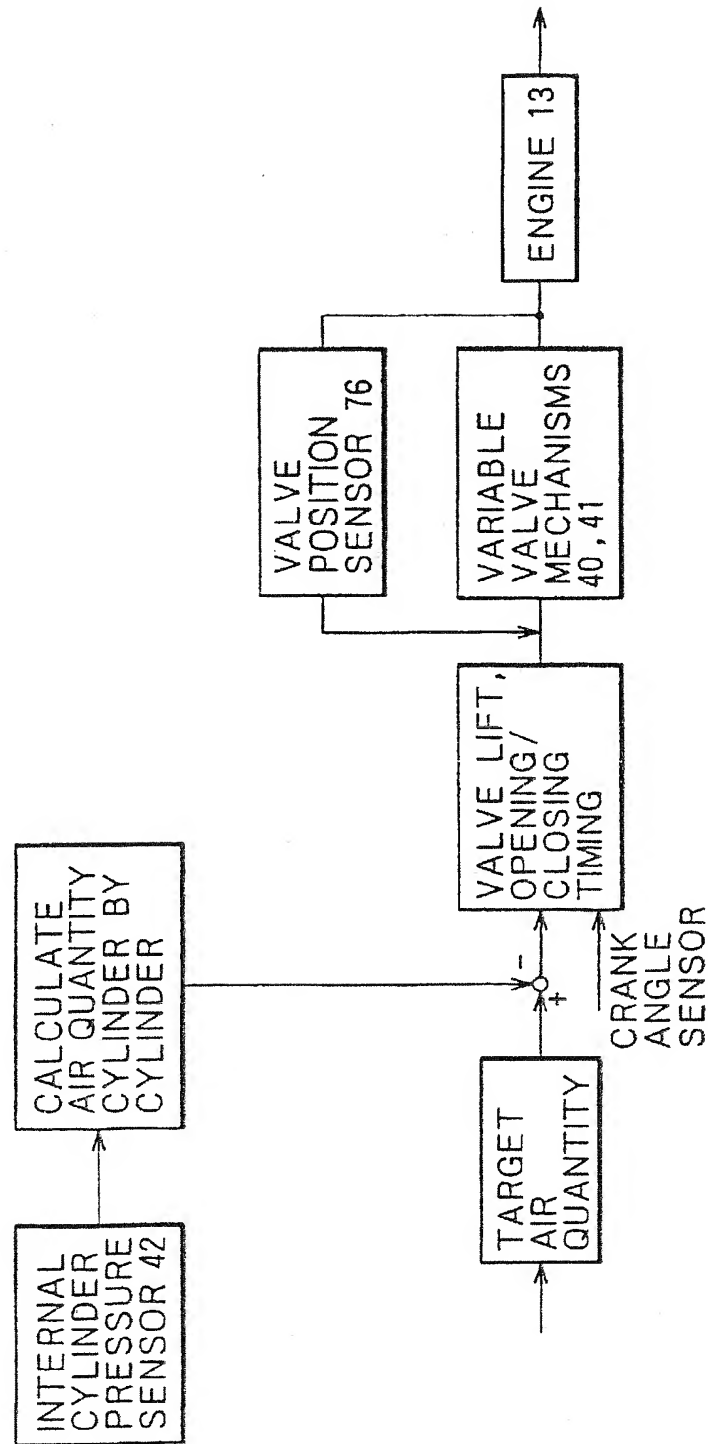 INTERNAL
CYLINDER
PRESSURE
SENSOR 42
CALCULATE
AIR QUANTITY
CYLINDER BY
CYLINDER
TARGET
AIR
QUANTITY
+
-
CRANK
ANGLE
SENSOR
VALVE LIFT,
OPENING/
CLOSING
TIMING
VALVE
POSITION
SENSOR 76
VARIABLE
VALVE
MECHANISMS
40, 41
ENGINE 13